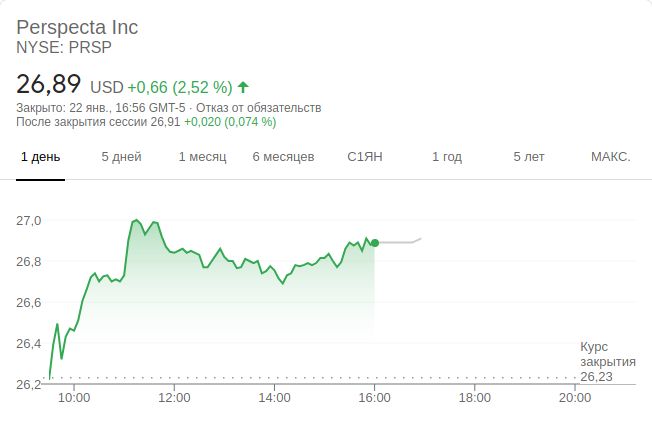 Perspecta Inc
NYSE: PRSP
26,89 USD +0,66 (2,52 %)
Закрыто: 22 янв., 16:56 GMT-5 · Отказ от обязательств
После закрытия сессии 26,91 +0,020 (0,074 %)
1 день 5 дней 1 месяц 6 месяцев С1ЯН 1 год 5 лет МАКС.
27,0
26,8
26,6
26,4
Курс
закрытия
26,23
26,2
10:00 12:00 14:00 16:00 18:00 20:00